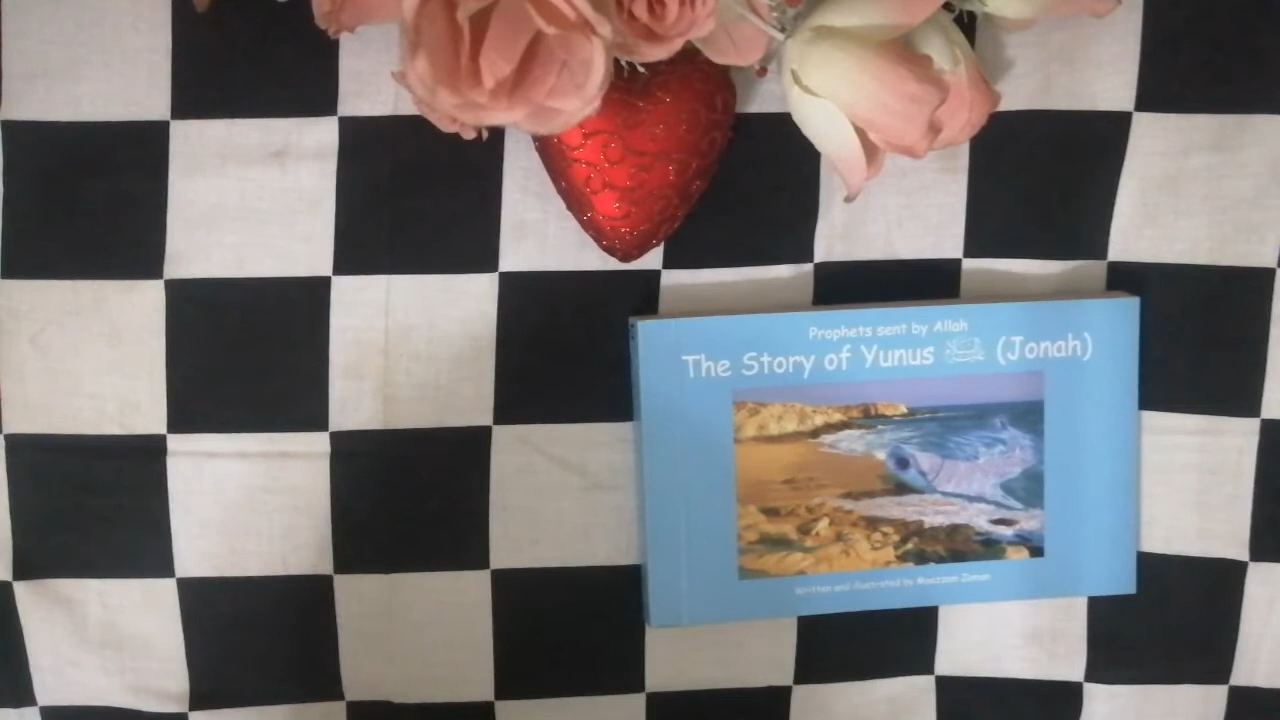 Prophets sent by Allah
The Story of Yunus (Jonah)
Written and illustrated by Moazzam Zaman